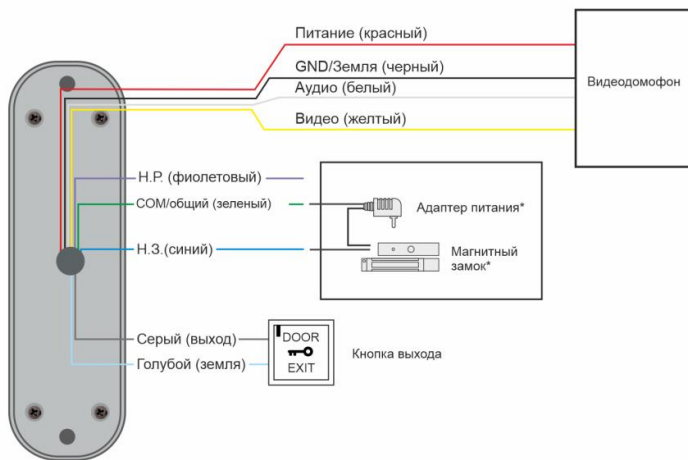 Питание (красный)
GND/Земля (черный)
Аудио (белый)
Видео (желтый)
Видеодомофон
Н.Р. (фиолетовый)
COM/общий (зеленый)
Н.З.(синий)
Адаптер питания*
Магнитный
замок*
Серый (выход)
Голубой (земля)
DOOR
EXIT
Кнопка выхода